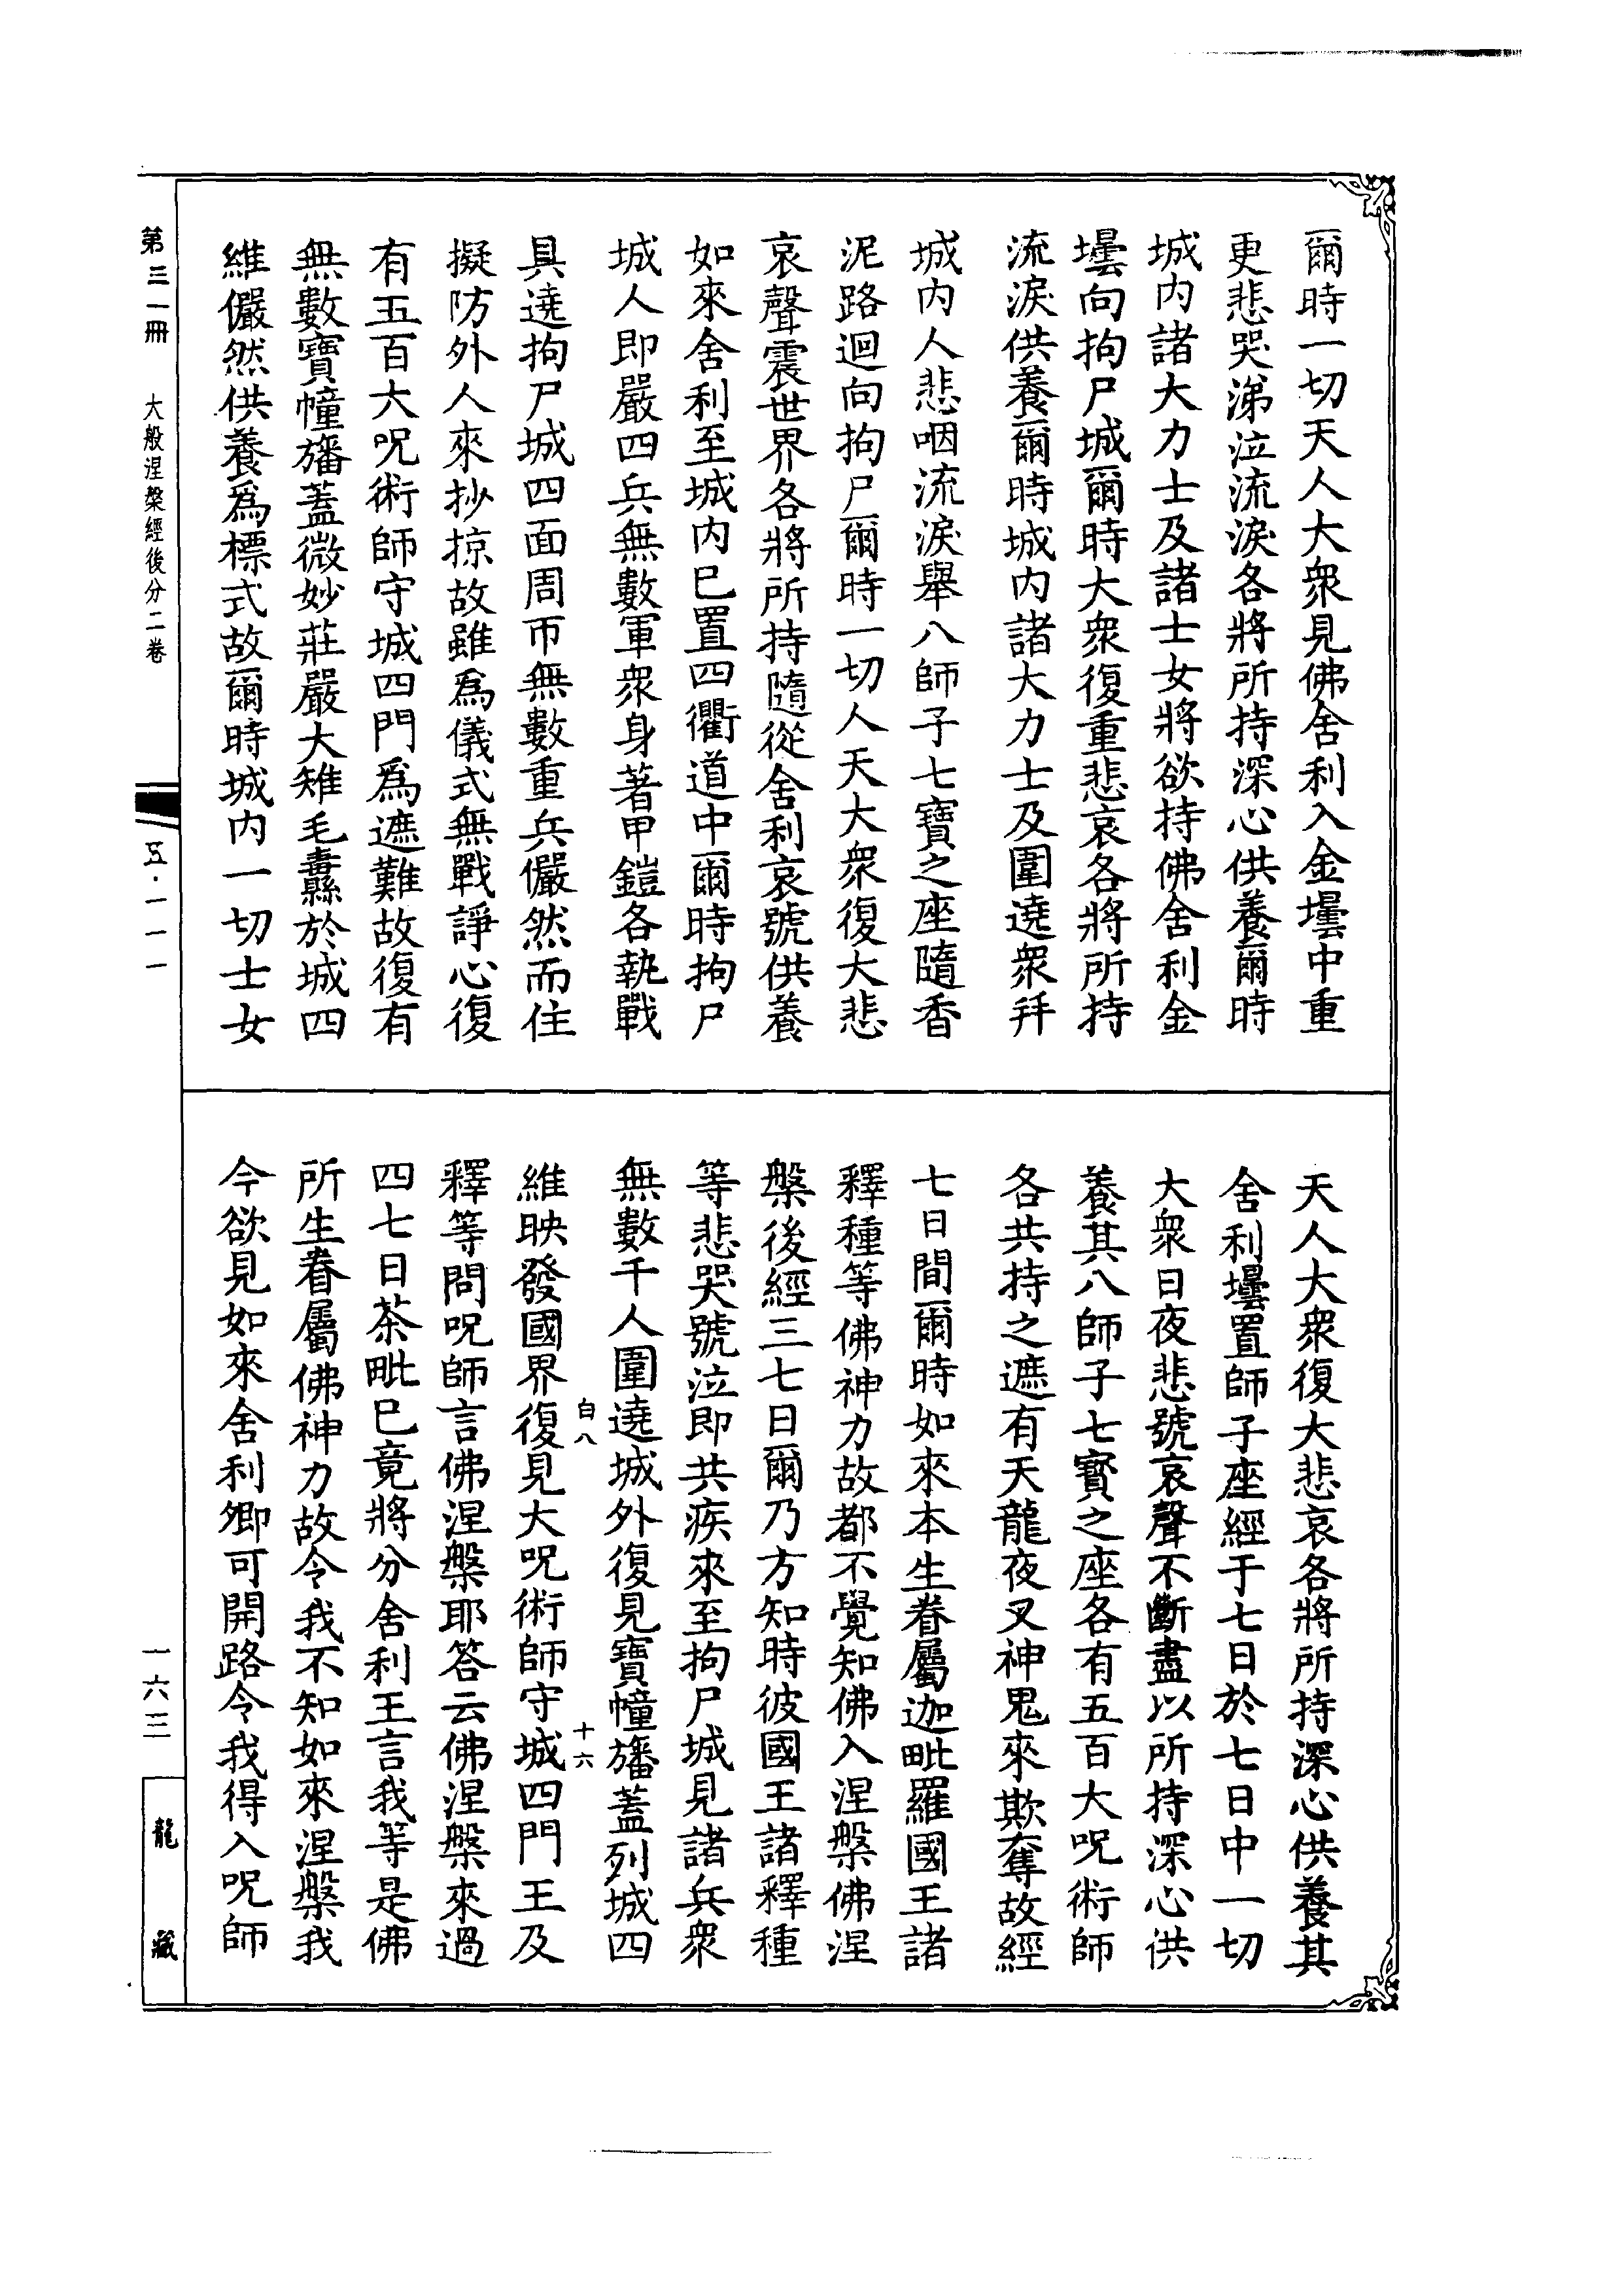 爾時一切天人大衆見佛舍利入金壜中重
更悲哭涕泣流淚各將所持深心供養爾時
城内諸大力士及諸士女將欲持佛舍利金
壜向拘尸城爾時大衆復重悲哀各將所持
流淚供養爾時城内諸大力士及圍遶衆拜
城内人悲咽流淚舉八師子七寶之座隨香
泥路迴向拘尸爾時一切人天大衆復大悲
哀聲震世界各將所持隨從舍利哀號供養
如來舍利至城内已置四衢道中爾時拘尸
城人即嚴四兵無數軍衆身著甲鎧各執戰
具遶拘尸城四面周帀無數重兵儼然而住
擬防外人來抄掠故雖爲儀式無戰諍心復
有五百大呪術師守城四門爲遮難故復有
無數寶幢旛蓋微妙莊嚴大雉毛纛於城四
維儼然供養爲標式故爾時城内一切士女
天人大衆復大悲哀各將所持深心供養其
舍利壜置師子座經于七日於七日中一切
大衆日夜悲號哀聲不斷盡以所持深心供
養其八師子七寶之座各有五百大呪術師
各共持之遮有天龍夜叉神鬼來欺奪故經
七日間爾時如來本生眷屬迦毗羅國王諸
釋種等佛神力故都不覺知佛入涅槃佛涅
槃後經三七日爾乃方知時彼國王諸釋種
等悲哭號泣即共疾來至拘尸城見諸兵衆
無數千人圍遶城外復見寶幢旛蓋列城四
白八
十六
維映發國界復見大呪術師守城四門王及
釋等問呪師言佛涅槃耶答云佛涅槃來過
四七日茶毗已竟將分舍利王言我等是佛
所生眷屬佛神力故令我不知如來涅槃我
今欲見如來舍利卿可開路令我得入呪師
第三一冊
大般涅槃經後分二卷
五·一一一
一六三
龍藏